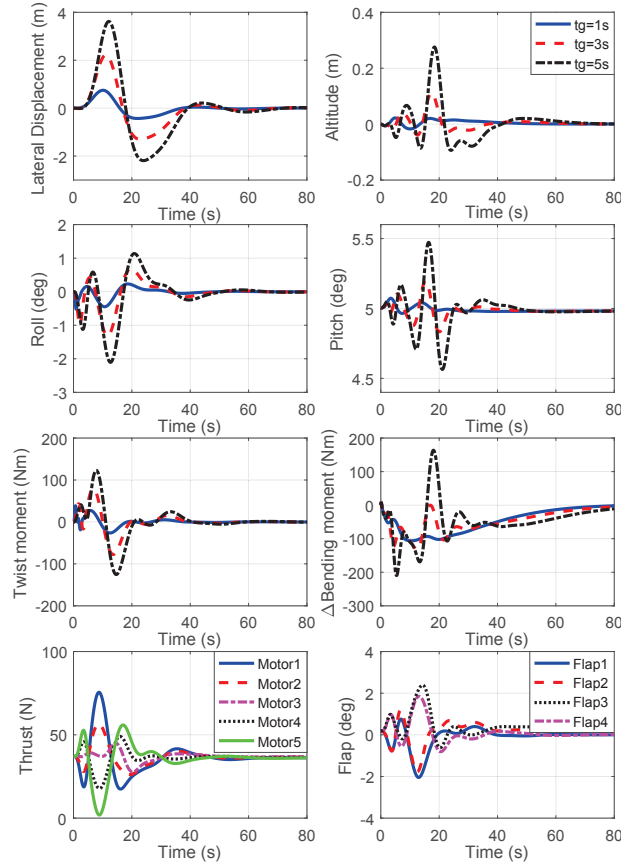 Lateral Displacement (m)
4
2
0
-2
0 20 40 60 80
Time (s)
Altitude (m)
0.4
0.2
0
-0.2
0 20 40 60 80
Time (s)
tg=1s
tg=3s
tg=5s
Roll (deg)
2
1
0
-1
-2
-3
0 20 40 60 80
Time (s)
Pitch (deg)
5.5
5
4.5
0 20 40 60 80
Time (s)
Twist moment (Nm)
200
100
0
-100
-200
0 20 40 60 80
Time (s)
ΔBending moment (Nm)
200
100
0
-100
-200
-300
0 20 40 60 80
Time (s)
Thrust (N)
100
50
0
0 20 40 60 80
Time (s)
Motor1
Motor2
Motor3
Motor4
Motor5
Flap (deg)
4
2
0
-2
-4
0 20 40 60 80
Time (s)
Flap1
Flap2
Flap3
Flap4